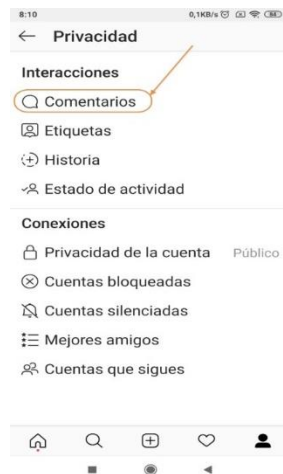 8:10 0,1KB/s
Privacidad
Interacciones
Comentarios
Etiquetas
Historia
Estado de actividad
Conexiones
Privacidad de la cuenta Público
Cuentas bloqueadas
Cuentas silenciadas
Mejores amigos
Cuentas que sigues